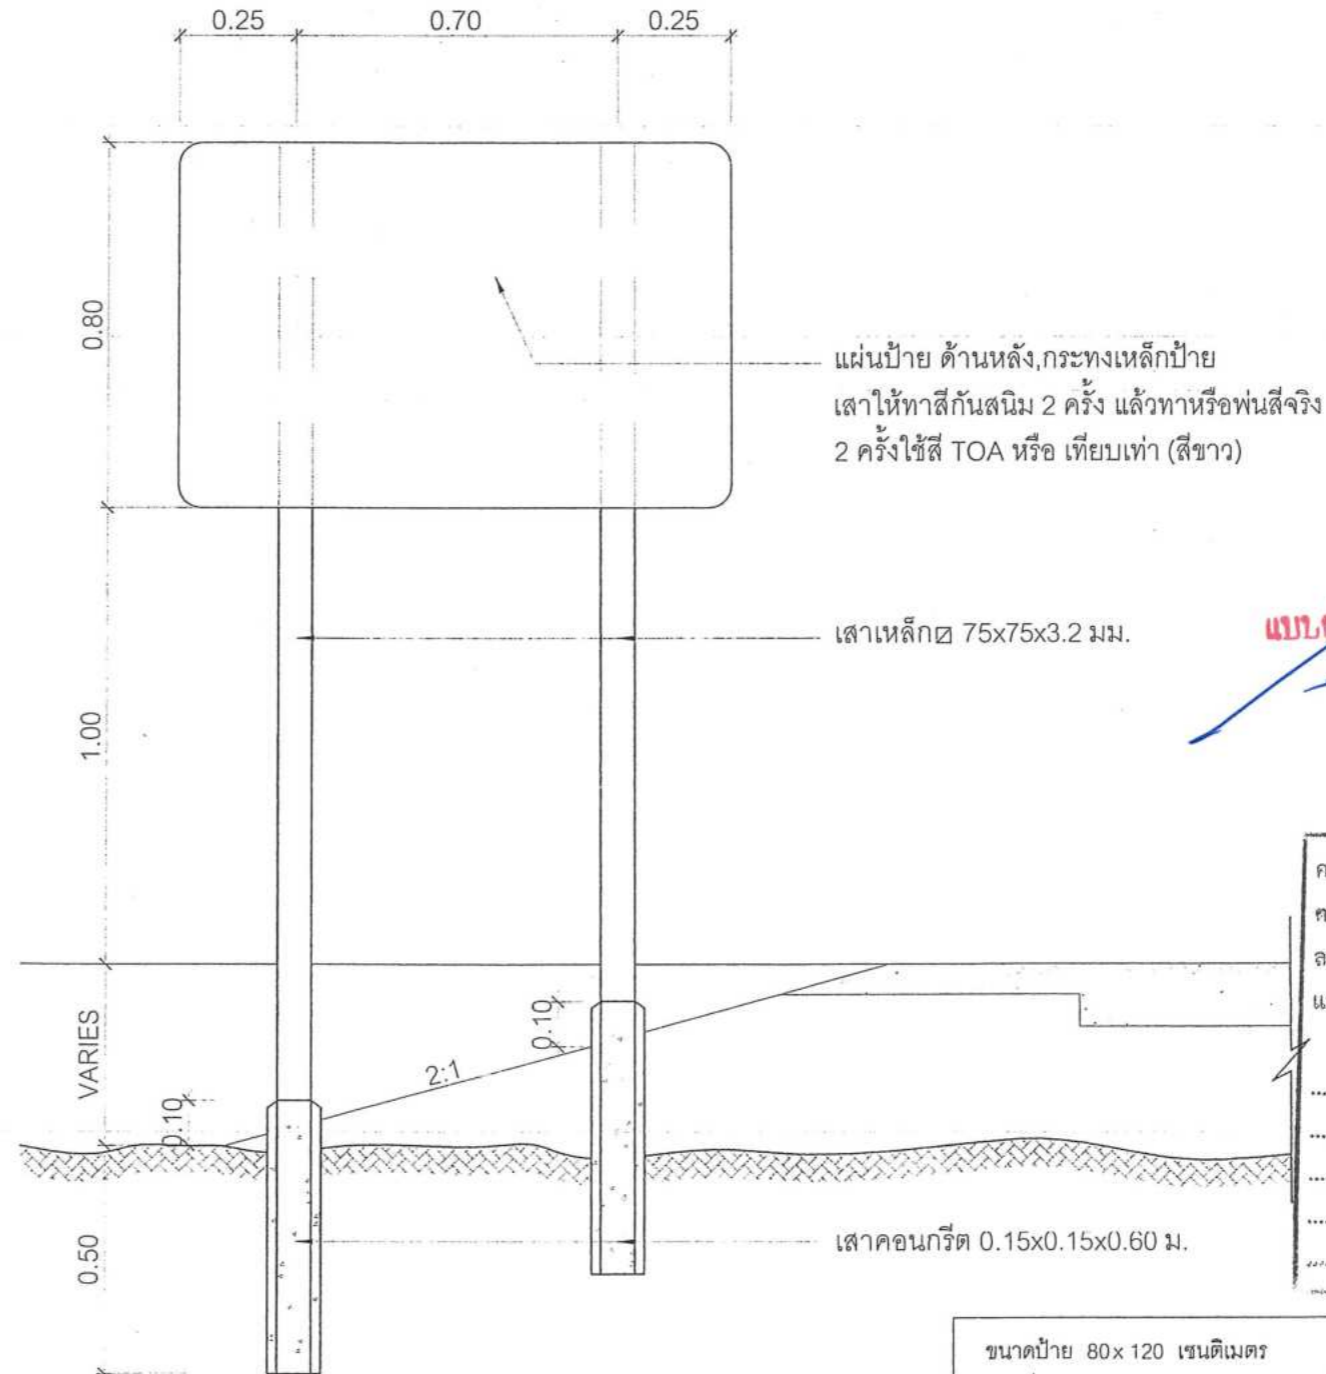 0.25 0.70 0.25
0.80
แผ่นป้าย ด้านหลัง,กระทงเหล็กป้าย
เสาให้ทาสีกันสนิม 2 ครั้ง แล้วทาหรือพ่นสีจริง
2 ครั้งใช้สี TOA หรือ เทียบเท่า (สีขาว)
เสาเหล็ก 75x75x3.2 มม.
1.00
VARIES
0.10
2:1
0.10
0.50
เสาคอนกรีต 0.15x0.15x0.60 ม.
ขนาดป้าย 80x120 เซนติเมตร